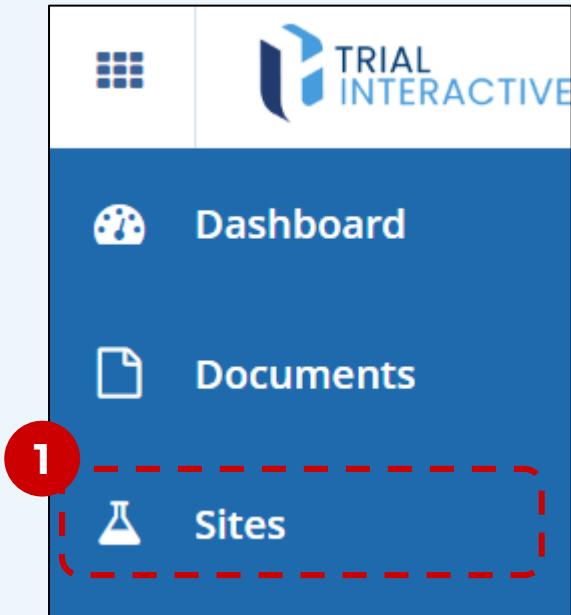 TRIAL
INTERACTIVE
Dashboard
Documents
1
Sites